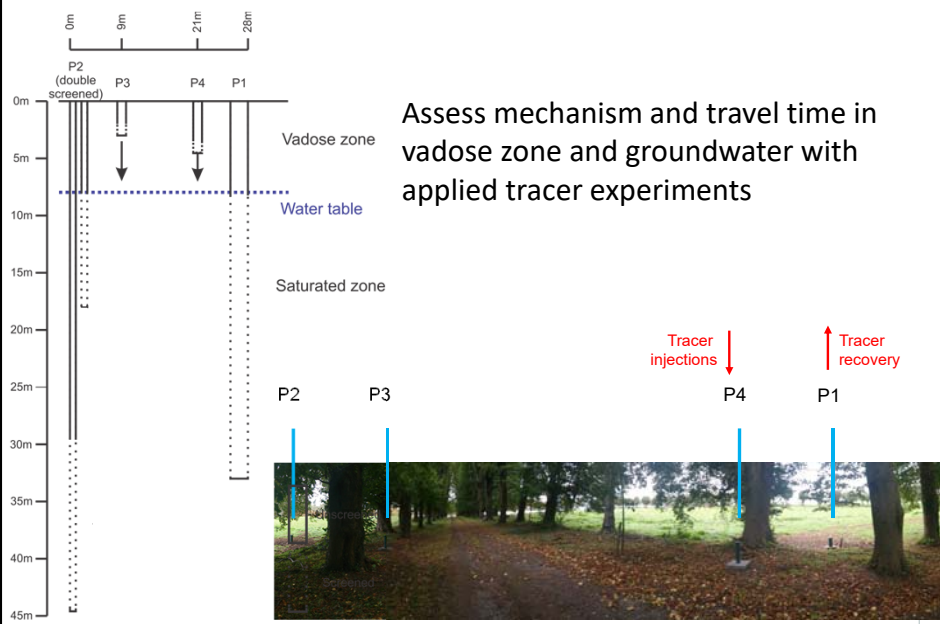 0m
9m
21m
28m
P2
(double
screened)
P3
P4
P1
0m
5m
10m
15m
20m
25m
30m
35m
40m
45m
Vadose zone
Water table
Saturated zone
Assess mechanism and travel time in
vadose zone and groundwater with
applied tracer experiments
Tracer
injections
Tracer
recovery
P2
P3
P4
P1
Screened